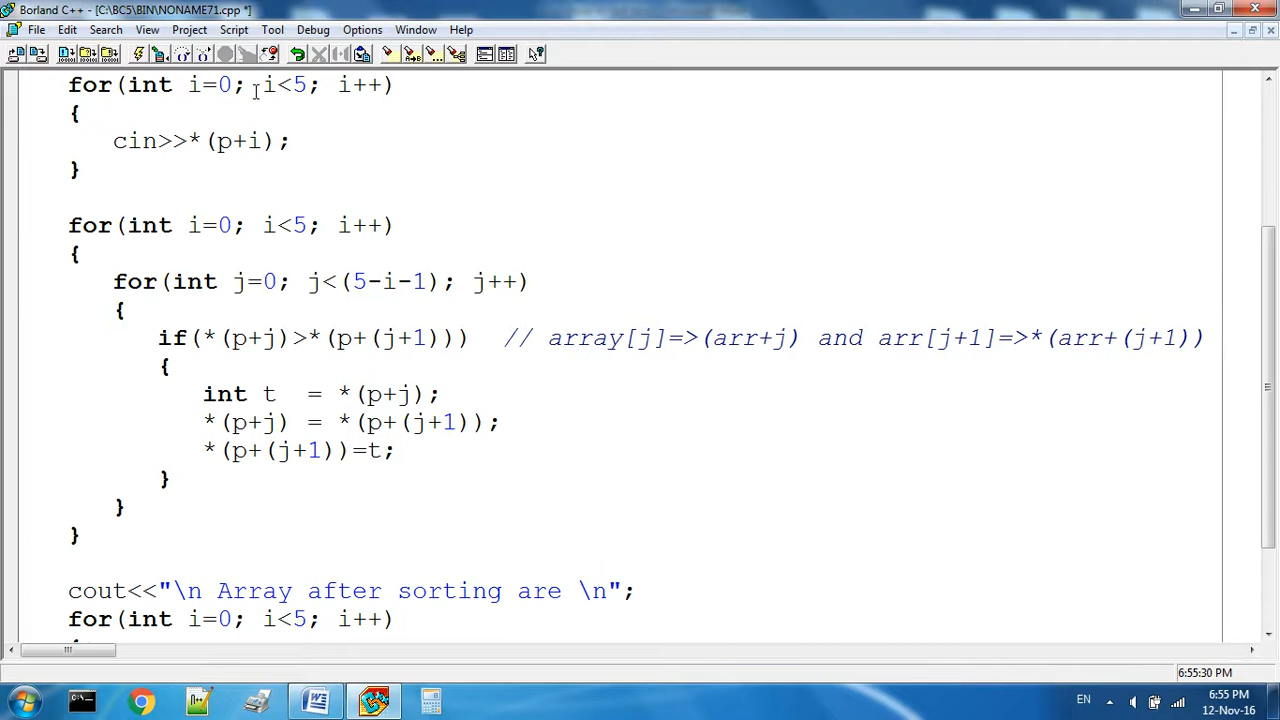 Borland C++ - [C:\BC5\BIN\NONAME71.cpp *]
File Edit Search View Project Script Tool Debug Options Window Help
for(int i=0; i<5; i++)
{
cin>>*(p+i);
}
for(int i=0; i<5; i++)
{
for(int j=0; j<(5-i-1); j++)
{
if(*(p+j)>*(p+(j+1))) // array[j]=>(arr+j) and arr[j+1]=>*(arr+(j+1))
{
int t = *(p+j);
*(p+j) = *(p+(j+1));
*(p+(j+1))=t;
}
}
}
cout<<"\n Array after sorting are \n";
for(int i=0; i<5; i++)
6:55:30 PM
EN
6:55 PM
12-Nov-16